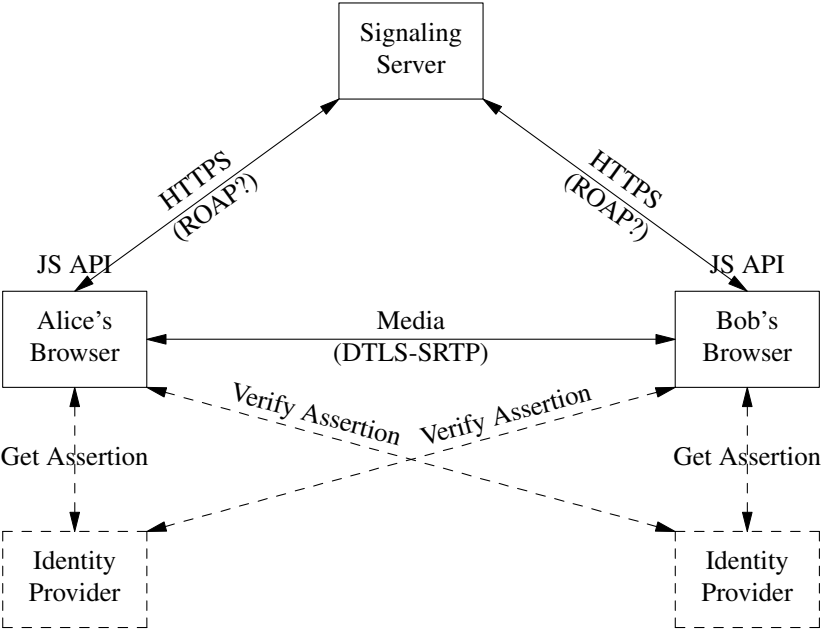 Signaling
Server
HTTPS
(ROAP?)
HTTPS
(ROAP?)
JS API
JS API
Alice’s
Browser
Media
(DTLS-SRTP)
Bob’s
Browser
Verify Assertion
Verify Assertion
Get Assertion
Get Assertion
Identity
Provider
Identity
Provider